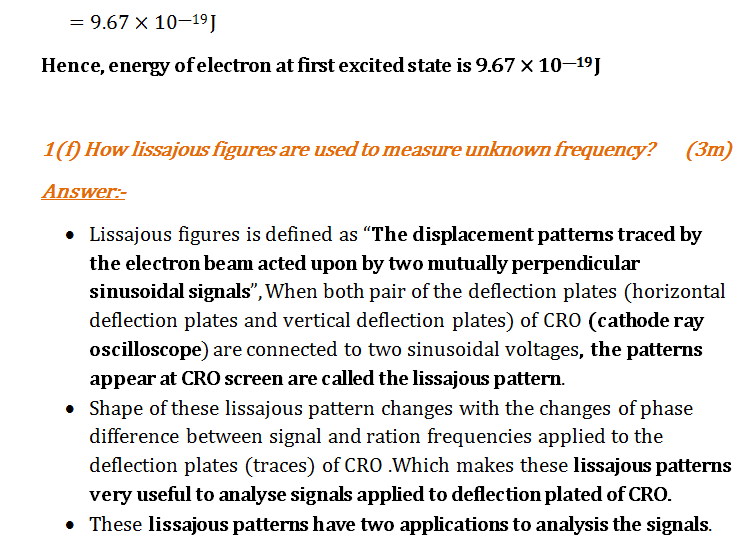 = 9.67 × 10−¹⁹J
Hence, energy of electron at first excited state is 9.67 × 10−¹⁹J
1(f) How lissajous figures are used to measure unknown frequency? (3m)
Answer:-
• Lissajous figures is defined as “The displacement patterns traced by
the electron beam acted upon by two mutually perpendicular
sinusoidal signals”, When both pair of the deflection plates (horizontal
deflection plates and vertical deflection plates) of CRO (cathode ray
oscilloscope) are connected to two sinusoidal voltages, the patterns
appear at CRO screen are called the lissajous pattern.
• Shape of these lissajous pattern changes with the changes of phase
difference between signal and ration frequencies applied to the
deflection plates (traces) of CRO .Which makes these lissajous patterns
very useful to analyse signals applied to deflection plated of CRO.
• These lissajous patterns have two applications to analysis the signals.